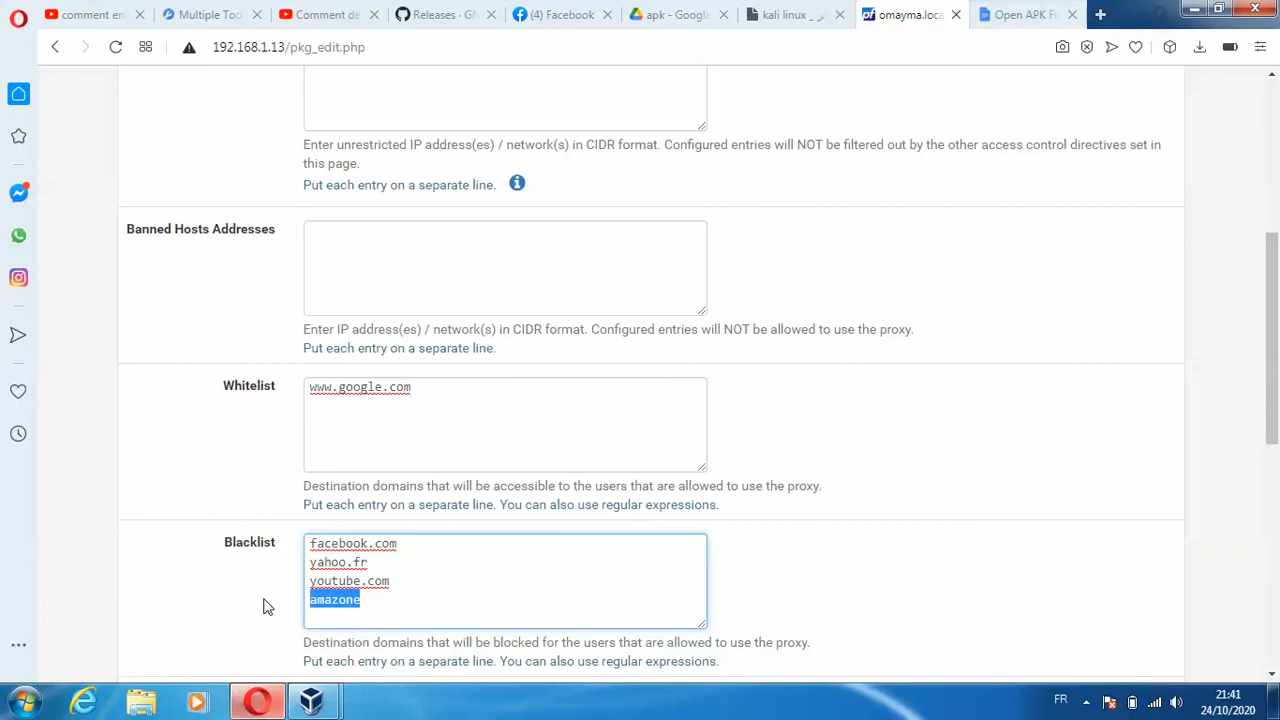 comment en
Multiple Too
Comment de
Releases · Gi
(4) Facebook
apk - Google
kali linux _
omayma.loca
Open APK Fi
192.168.1.13/pkg_edit.php
Enter unrestricted IP address(es) / network(s) in CIDR format. Configured entries will NOT be filtered out by the other access control directives set in
this page.
Put each entry on a separate line.
Banned Hosts Addresses
Enter IP address(es) / network(s) in CIDR format. Configured entries will NOT be allowed to use the proxy.
Put each entry on a separate line.
Whitelist
www.google.com
Destination domains that will be accessible to the users that are allowed to use the proxy.
Put each entry on a separate line. You can also use regular expressions.
Blacklist
facebook.com
yahoo.fr
youtube.com
amazone
Destination domains that will be blocked for the users that are allowed to use the proxy.
Put each entry on a separate line. You can also use regular expressions.
FR
21:41
24/10/2020